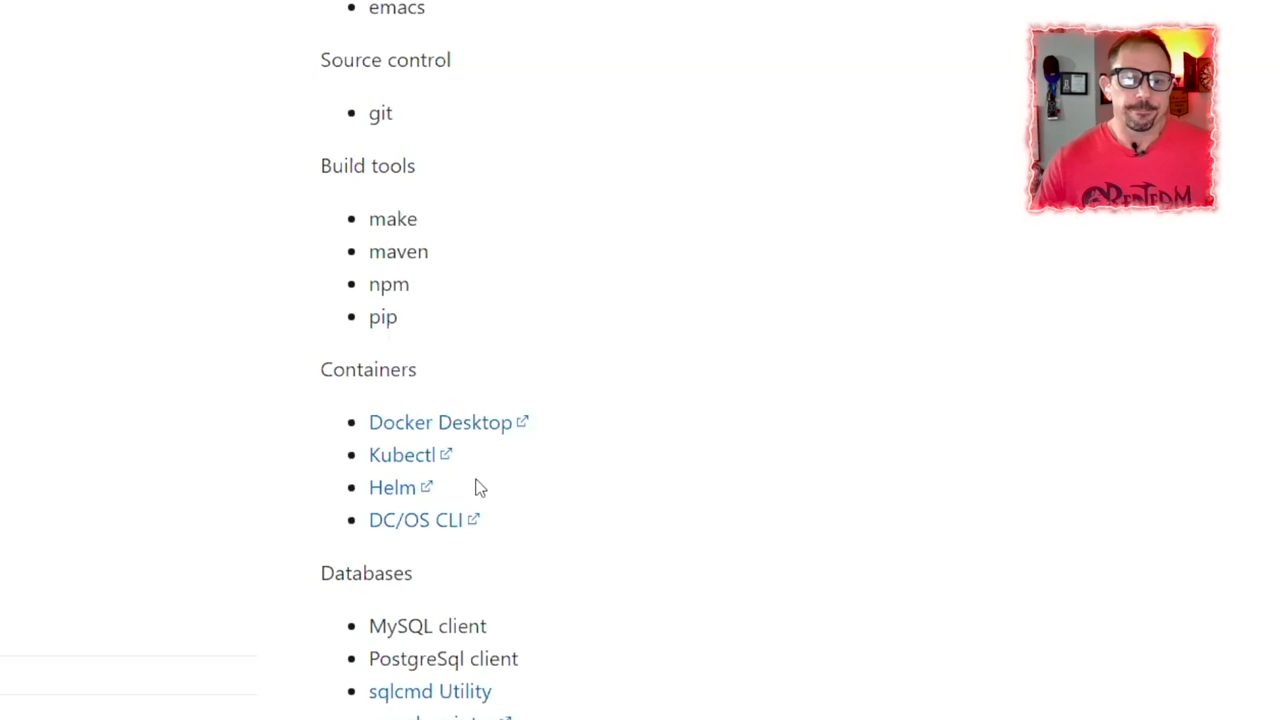 emacs
Source control
git
Build tools
make
maven
npm
pip
Containers
Docker Desktop
Kubectl
Helm
DC/OS CLI
Databases
MySQL client
PostgreSql client
sqlcmd Utility